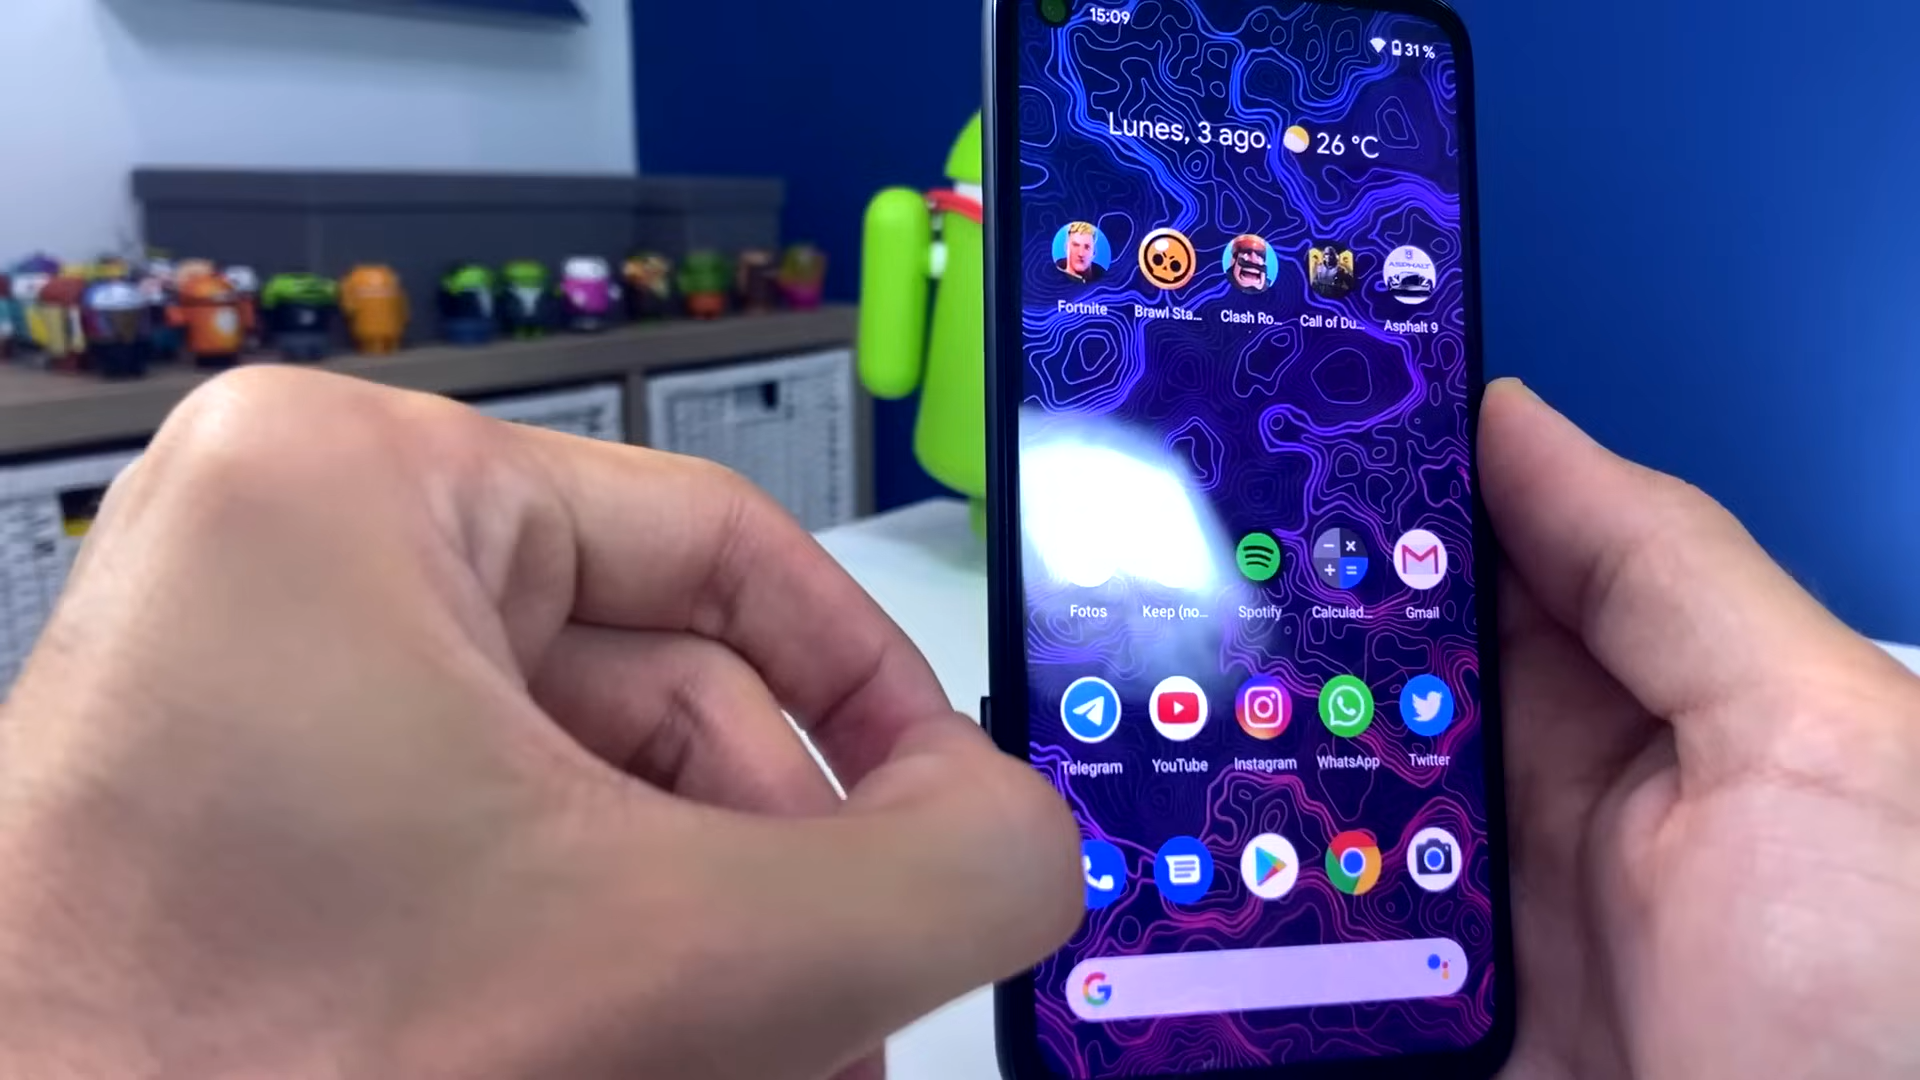 15:09
31 %
Lunes, 3 ago. 26 °C
Fortnite Brawl Sta... Clash Ro... Call of Du... Asphalt 9
ASPHALT
Fotos Keep (no... Spotify Calculad... Gmail
Telegram YouTube Instagram WhatsApp Twitter